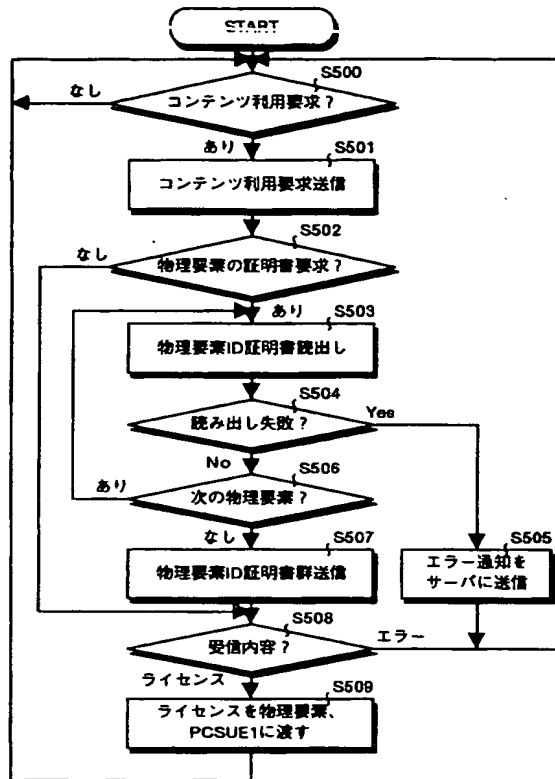 START
S500
なし
コンテンツ利用要求？
あり
S501
コンテンツ利用要求送信
S502
なし
物理要素の証明書要求？
あり
S503
物理要素ID証明書読出し
S504
読み出し失敗？
Yes
No
S506
あり
次の物理要素？
なし
S507
物理要素ID証明書群送信
S505
エラー通知を
サーバに送信
S508
受信内容？
エラー
ライセンス
S509
ライセンスを物理要素、
PCSUE1に渡す